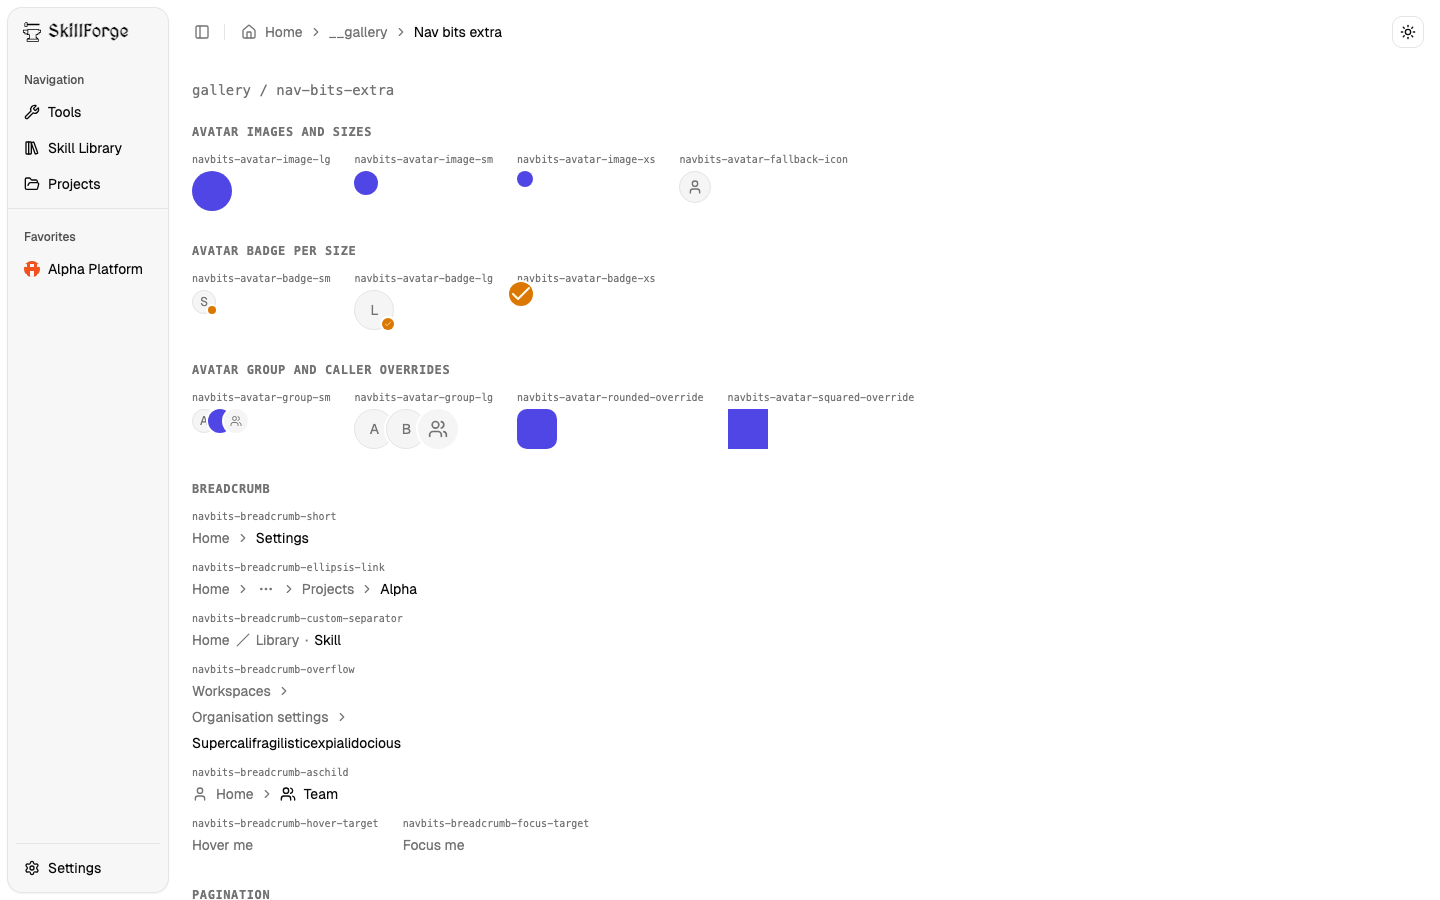 SkillForge
Navigation
Tools
Skill Library
Projects
Favorites
Alpha Platform
Settings
Home > __gallery > Nav bits extra
gallery / nav-bits-extra
AVATAR IMAGES AND SIZES
navbits-avatar-image-lg navbits-avatar-image-sm navbits-avatar-image-xs navbits-avatar-fallback-icon
AVATAR BADGE PER SIZE
navbits-avatar-badge-sm navbits-avatar-badge-lg navbits-avatar-badge-xs
S L
AVATAR GROUP AND CALLER OVERRIDES
navbits-avatar-group-sm navbits-avatar-group-lg navbits-avatar-rounded-override navbits-avatar-squared-override
A A B
BREADCRUMB
navbits-breadcrumb-short
Home > Settings
navbits-breadcrumb-ellipsis-link
Home > ··· > Projects > Alpha
navbits-breadcrumb-custom-separator
Home / Library · Skill
navbits-breadcrumb-overflow
Workspaces >
Organisation settings >
Supercalifragilisticexpialidocious
navbits-breadcrumb-aschild
Home > Team
navbits-breadcrumb-hover-target navbits-breadcrumb-focus-target
Hover me Focus me
PAGINATION